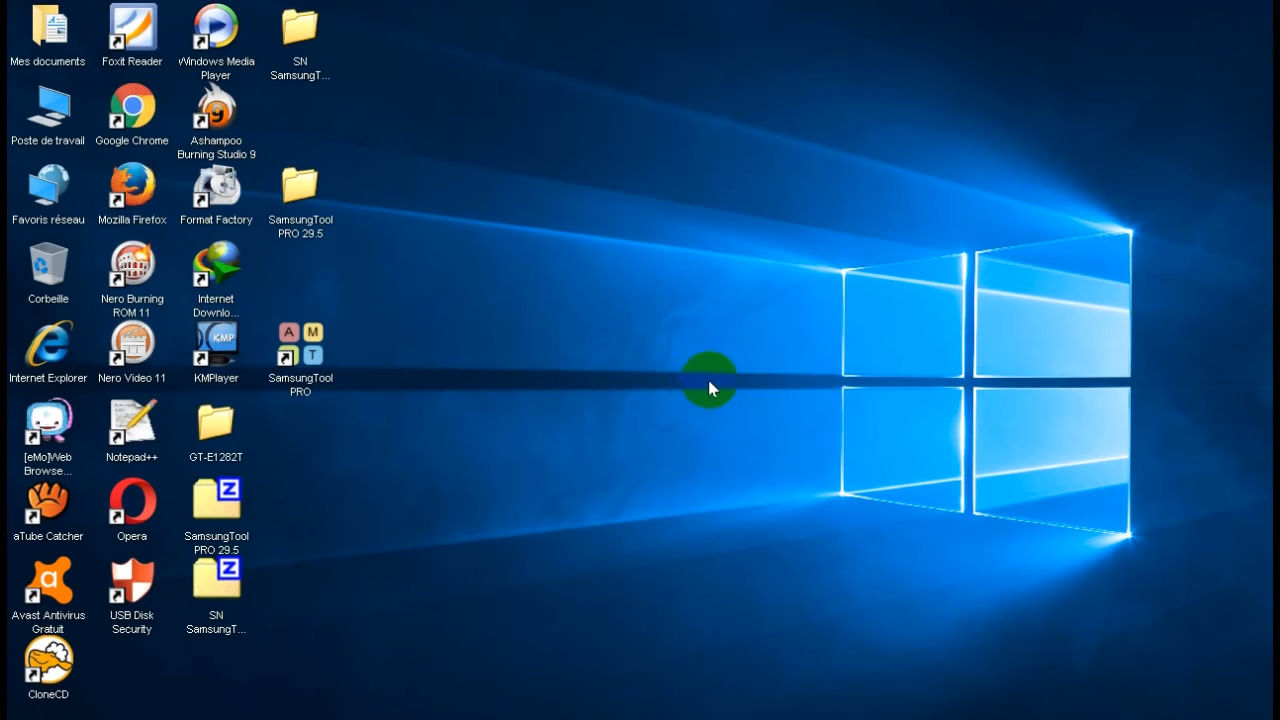 Mes documents
Foxit Reader
Windows Media
Player
SN
SamsungT...
Poste de travail
Google Chrome
9
Ashampoo
Burning Studio 9
Favoris réseau
Mozilla Firefox
Format Factory
SamsungTool
PRO 29.5
Corbeille
Nero Burning
ROM 11
Internet
Downlo...
KMP
A M
T
Internet Explorer
Nero Video 11
KMPlayer
SamsungTool
PRO
[eMo]Web
Browse...
Notepad++
GT-E1282T
Z
aTube Catcher
Opera
SamsungTool
PRO 29.5
a
Z
Avast Antivirus
Gratuit
USB Disk
Security
SN
SamsungT...
CloneCD